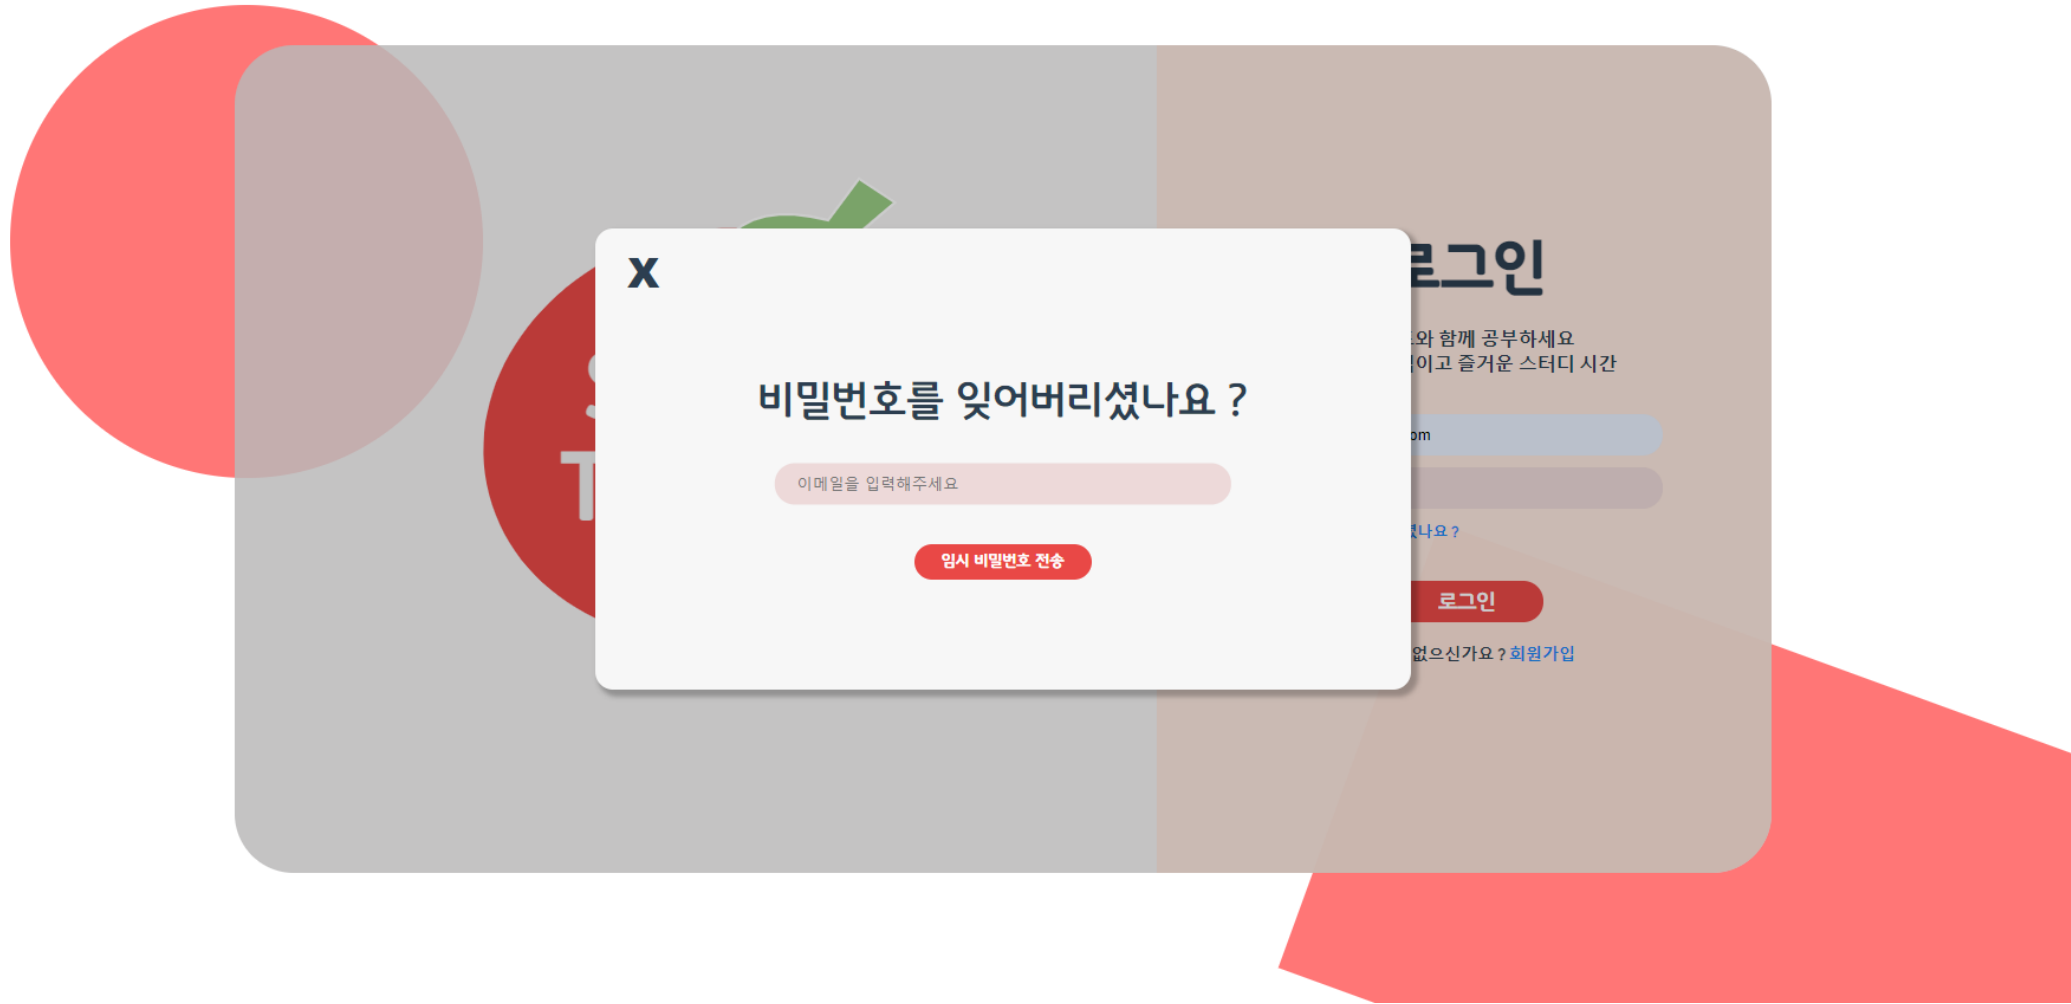 X
비밀번호를 잊어버리셨나요 ?
이메일을 입력해주세요
임시 비밀번호 전송
로그인
와 함께 공부하세요
이고 즐거운 스터디 시간
om
나요 ?
로그인
없으신가요 ? 회원가입